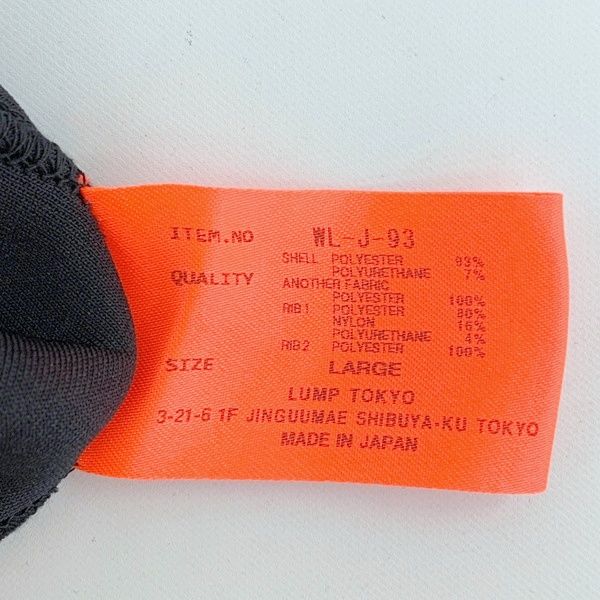 ITEM.NO WL-J-93
QUALITY SHELL POLYESTER 93%
POLYURETHANE 7%
ANOTHER FABRIC
POLYESTER 100%
RIB1 POLYESTER 80%
NYLON 16%
POLYURETHANE 4%
RIB2 POLYESTER 100%
SIZE LARGE
LUMP TOKYO
3-21-6 1F JINGUUMAE SHIBUYA-KU TOKYO
MADE IN JAPAN